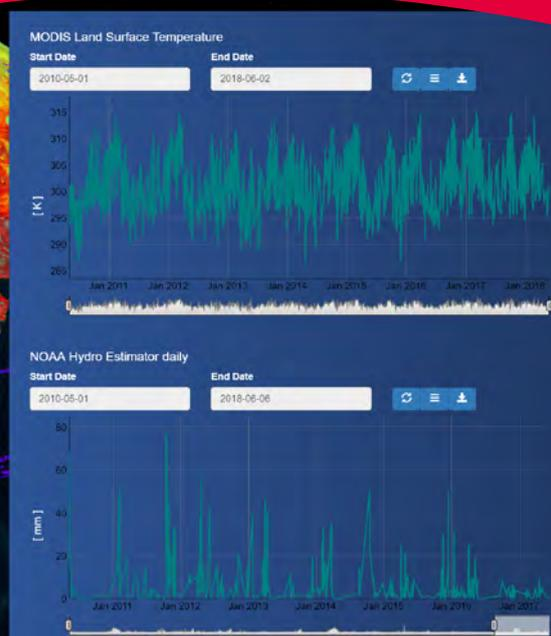 MODIS Land Surface Temperature
Start Date End Date
2010-05-01 2018-06-02
315
310
305
300
295
290
285
[ K ]
Jan 2011 Jan 2012 Jan 2013 Jan 2014 Jan 2015 Jan 2016 Jan 2017 Jan 2018
NOAA Hydro Estimator daily
Start Date End Date
2010-05-01 2018-06-06
80
60
40
20
0
[ mm ]
Jan 2011 Jan 2012 Jan 2013 Jan 2014 Jan 2015 Jan 2016 Jan 2017